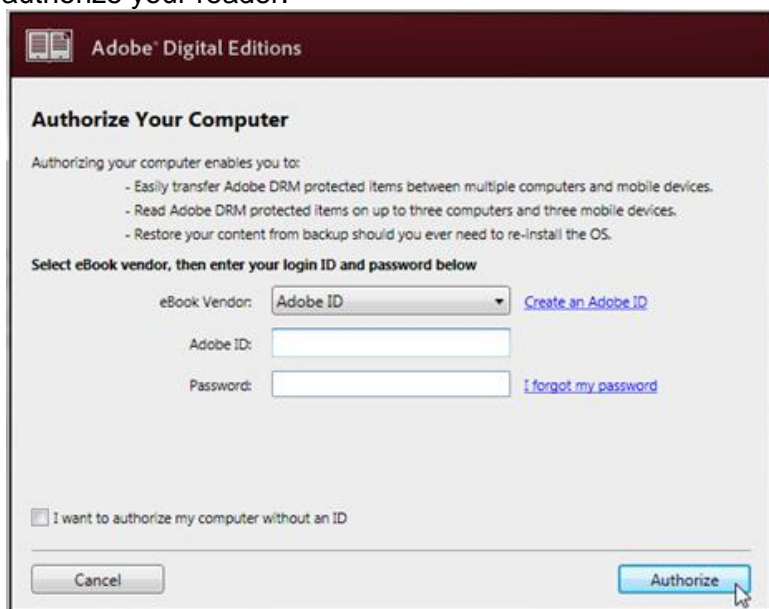 authorize your reader.
Adobe® Digital Editions
Authorize Your Computer
Authorizing your computer enables you to:
- Easily transfer Adobe DRM protected items between multiple computers and mobile devices.
- Read Adobe DRM protected items on up to three computers and three mobile devices.
- Restore your content from backup should you ever need to re-install the OS.
Select eBook vendor, then enter your login ID and password below
eBook Vendor: Adobe ID Create an Adobe ID
Adobe ID:
Password: I forgot my password
I want to authorize my computer without an ID
Cancel Authorize